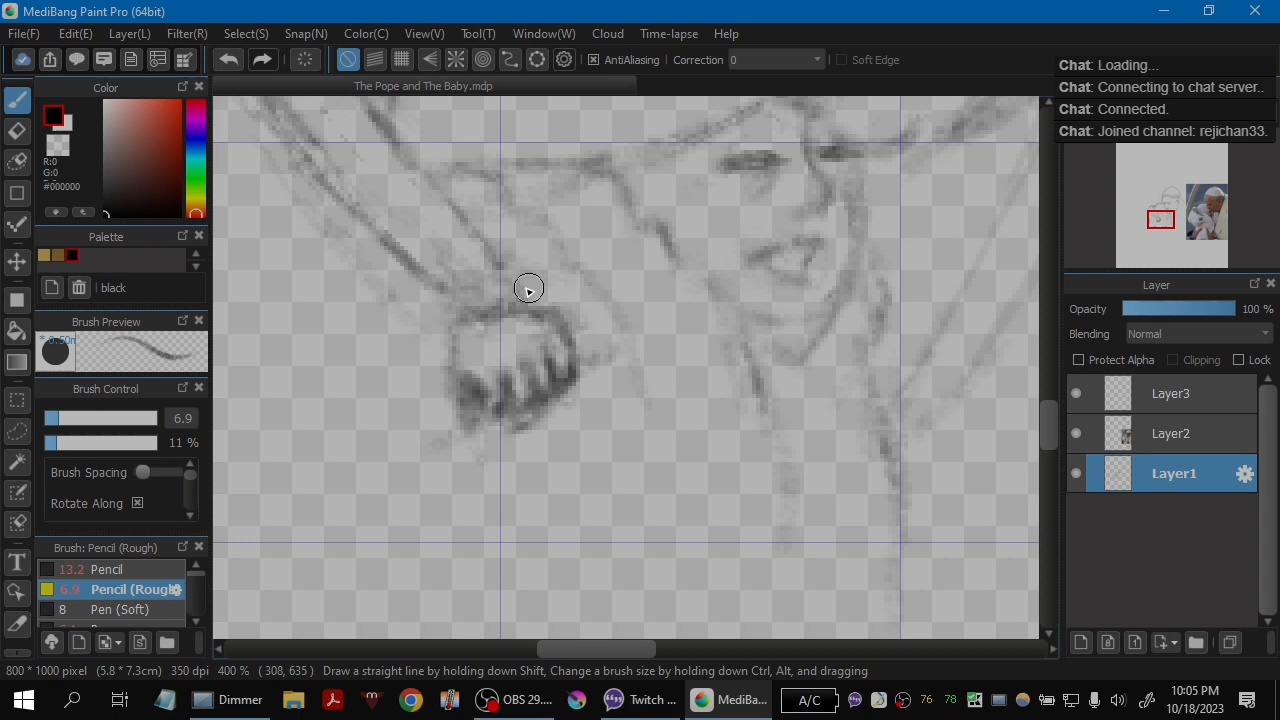 MediBang Paint Pro (64bit)
File(F) Edit(E) Layer(L) Filter(R) Select(S) Snap(N) Color(C) View(V) Tool(T) Window(W) Cloud Time-lapse Help
AntiAliasing Correction 0 Soft Edge
Color
The Pope and The Baby.mdp
Chat: Loading...
Chat: Connecting to chat server..
Chat: Connected.
Chat: Joined channel: rejichan33.
R:0
G:0
#000000
Palette
black
Brush Preview
Brush Control
6.9
11 %
Brush Spacing
Rotate Along
Brush: Pencil (Rough)
13.2 Pencil
6.9 Pencil (Rough
8 Pen (Soft)
Layer
Opacity 100 %
Blending Normal
Protect Alpha Clipping Lock
Layer3
Layer2
Layer1
T
800 * 1000 pixel (5.8 * 7.3cm) 350 dpi 400 % ( 308, 635 ) Draw a straight line by holding down Shift, Change a brush size by holding down Ctrl, Alt, and dragging
Dimmer OBS 29.... Twitch ... MediBa... A/C 76 78
10:05 PM
10/18/2023